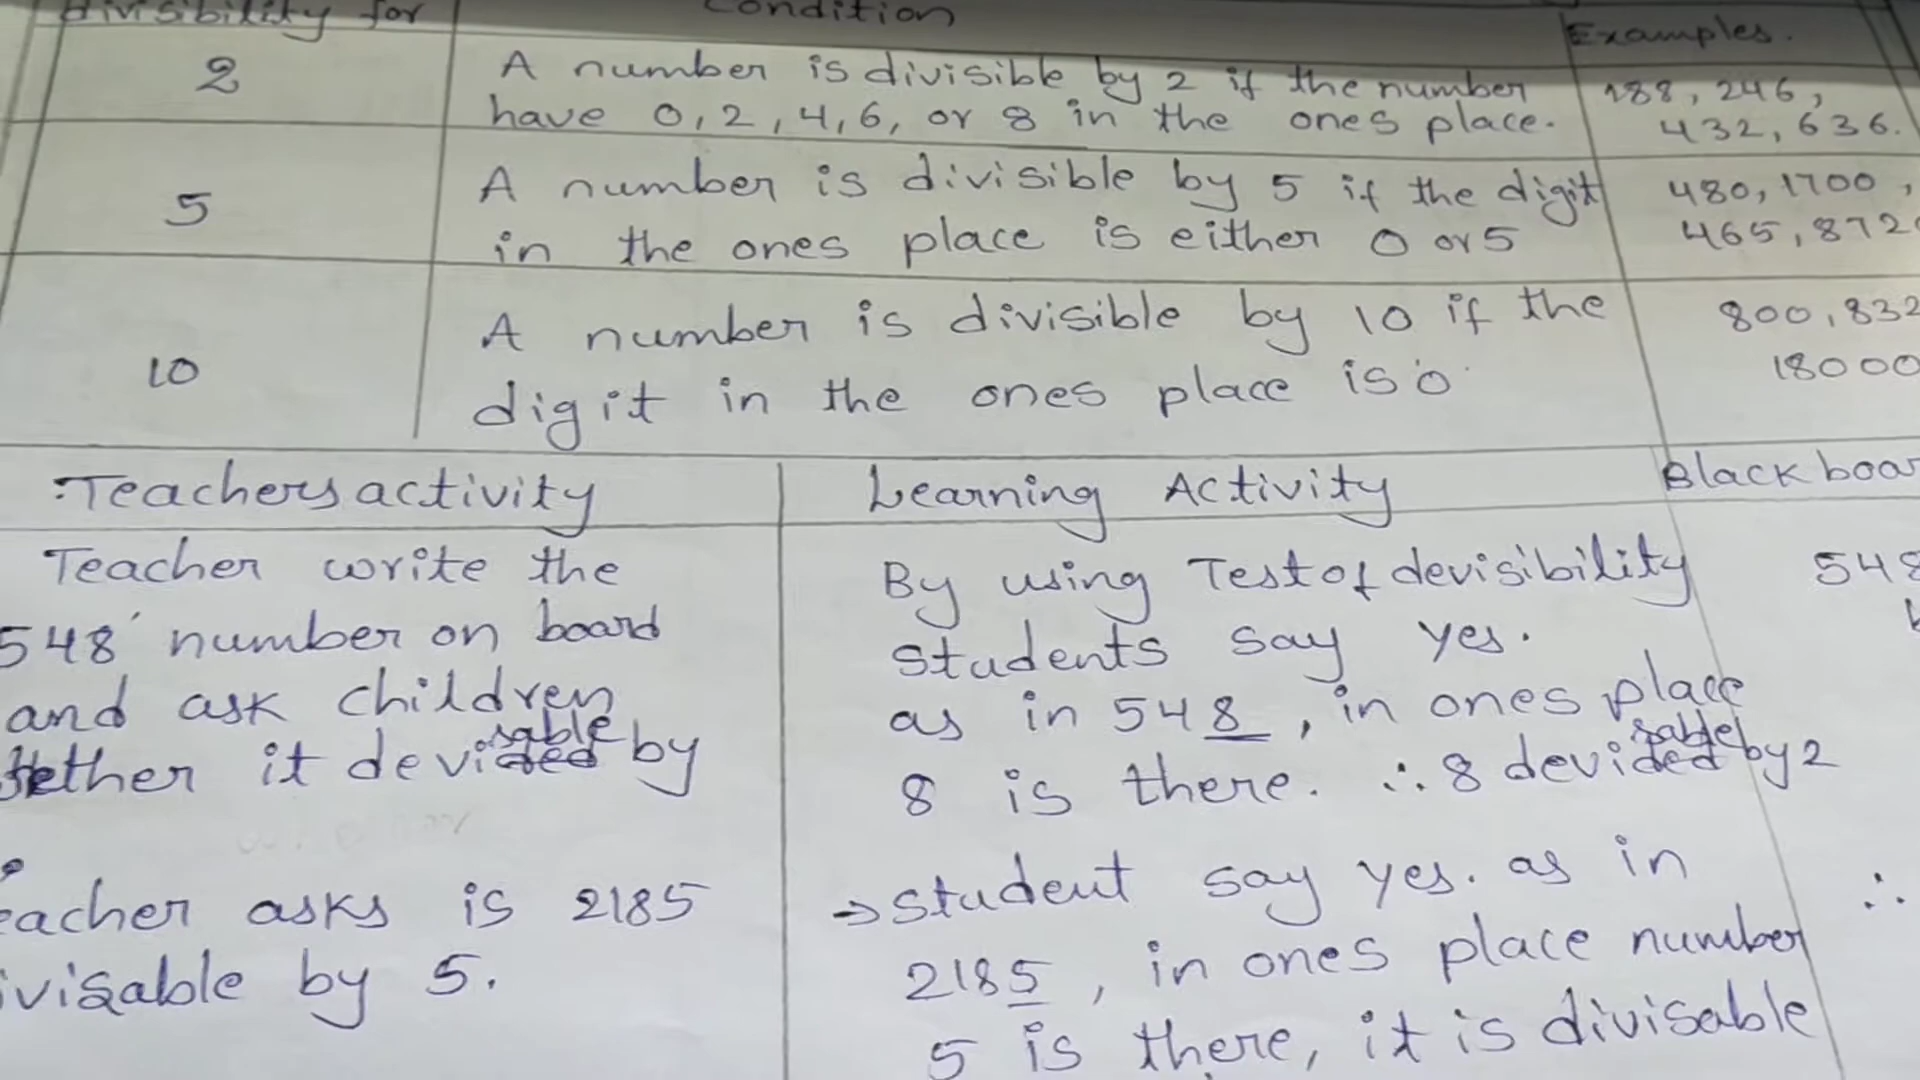 divisibility for
Condition
Examples.
2
A number is divisible by 2 if the number
have 0, 2, 4, 6, or 8 in the ones place.
188, 246,
432, 636.
5
A number is divisible by 5 if the digit
in the ones place is either 0 or 5
480, 1700,
465, 872
10
A number is divisible by 10 if the
digit in the ones place is 0
800, 832
18000
Teachers activity
Learning Activity
Black boar
Teacher write the
548 number on board
and ask children
it devisable by
eacher asks is 2185
ivisable by 5.
By using Test of devisibility
students say yes.
as in 548, in ones place
8 is there. ∴ 8 devisable by 2
→ student say yes. as in
2185, in ones place number
5 is there, it is divisable
548
∴